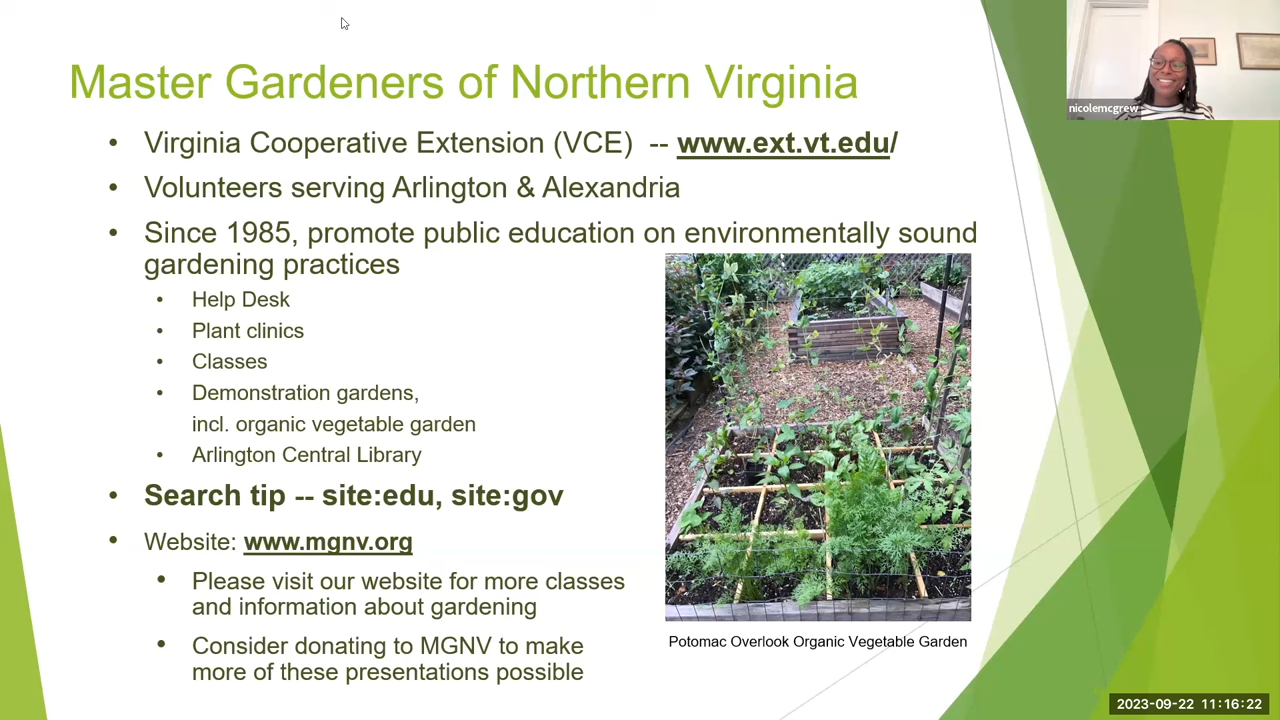 Master Gardeners of Northern Virginia
nicolemcgrew
• Virginia Cooperative Extension (VCE) -- www.ext.vt.edu/
• Volunteers serving Arlington & Alexandria
• Since 1985, promote public education on environmentally sound
gardening practices
• Help Desk
• Plant clinics
• Classes
• Demonstration gardens,
incl. organic vegetable garden
• Arlington Central Library
• Search tip -- site:edu, site:gov
• Website: www.mgnv.org
• Please visit our website for more classes
and information about gardening
• Consider donating to MGNV to make
more of these presentations possible
Potomac Overlook Organic Vegetable Garden
2023-09-22 11:16:22